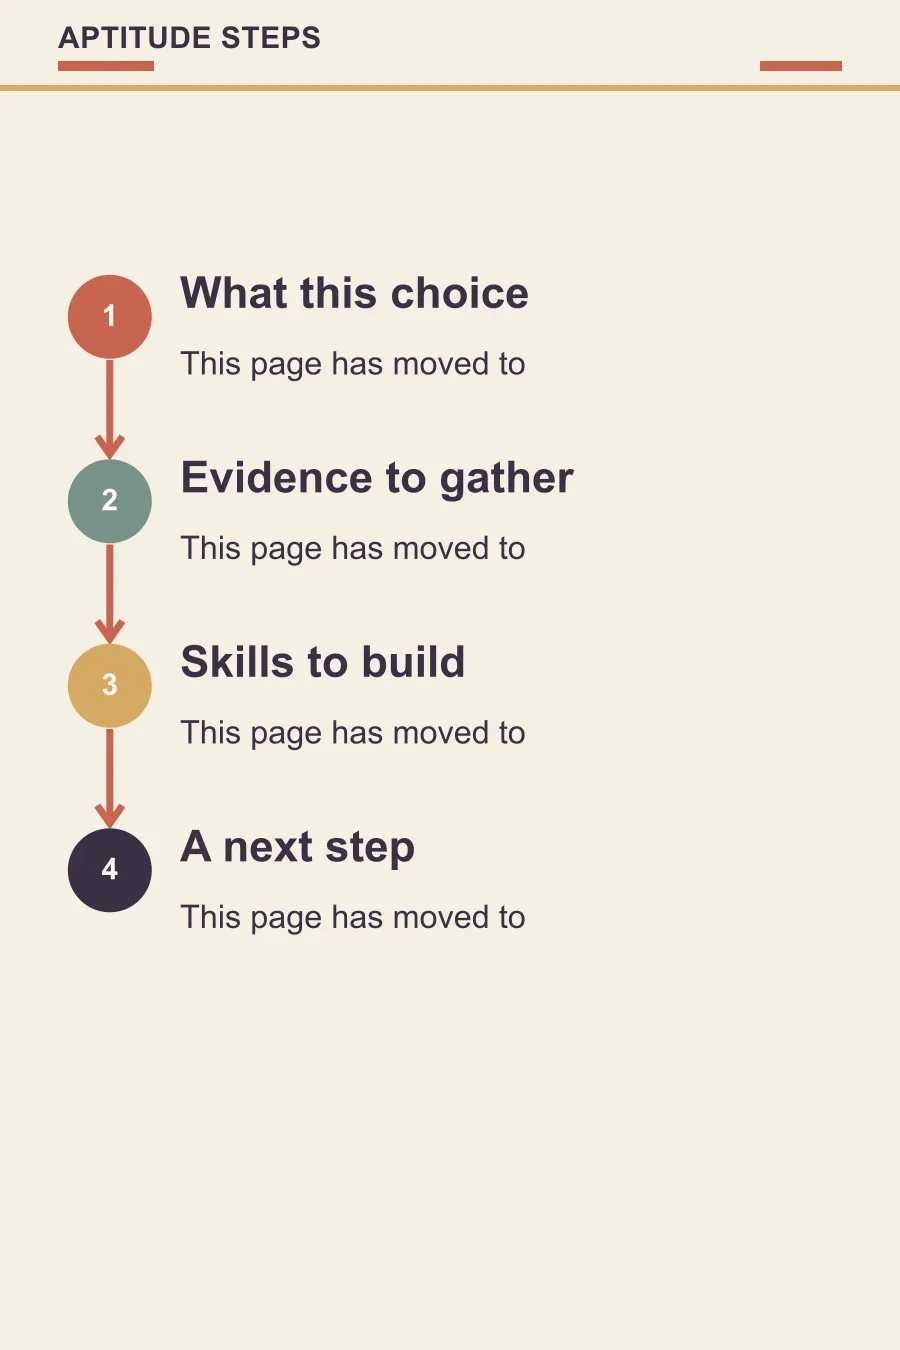 APTITUDE STEPS
1
What this choice
This page has moved to
2
Evidence to gather
This page has moved to
3
Skills to build
This page has moved to
4
A next step
This page has moved to